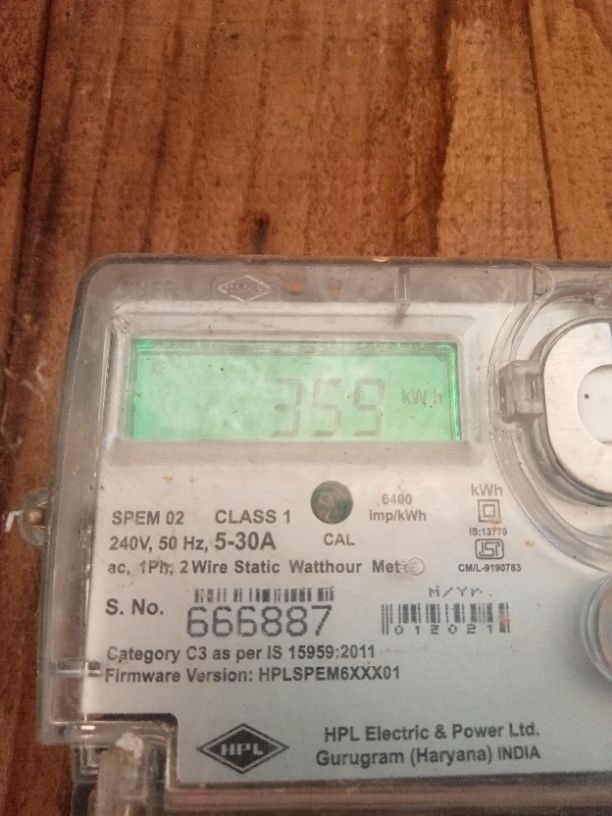 359 kWh
SPEM 02 CLASS 1
6400 imp/kWh
kWh
240V, 50 Hz, 5-30A
CAL
IS:13779
ac, 1Ph, 2 Wire Static Watthour
CM/L-9190783
M/Yr.
S. No. 666887
012021
Category C3 as per IS 15959:2011
Firmware Version: HPLSPEM6XXX01
HPL
HPL Electric & Power Ltd.
Gurugram (Haryana) INDIA